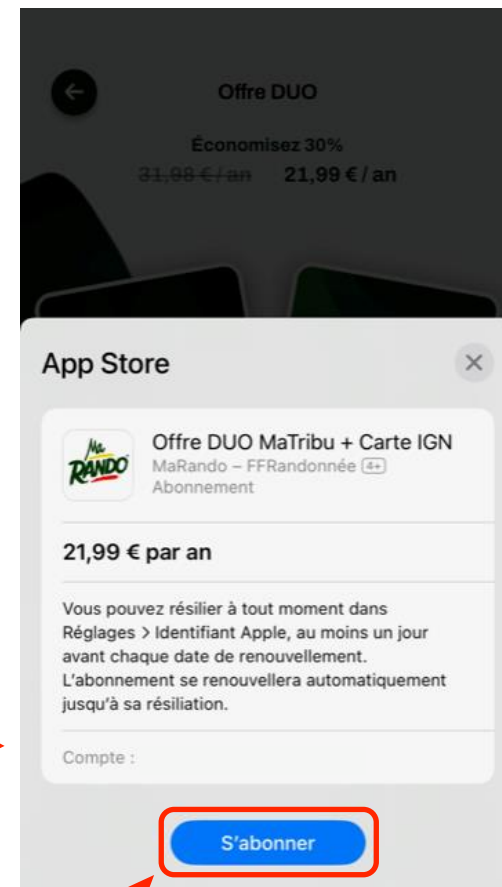 Offre DUO
Économisez 30%
31,98 € / an 21,99 € / an
App Store
Ma
RANDO
Offre DUO MaTribu + Carte IGN
MaRando – FFRandonnée 4+
Abonnement
21,99 € par an
Vous pouvez résilier à tout moment dans
Réglages > Identifiant Apple, au moins un jour
avant chaque date de renouvellement.
L'abonnement se renouvellera automatiquement
jusqu'à sa résiliation.
Compte :
S'abonner